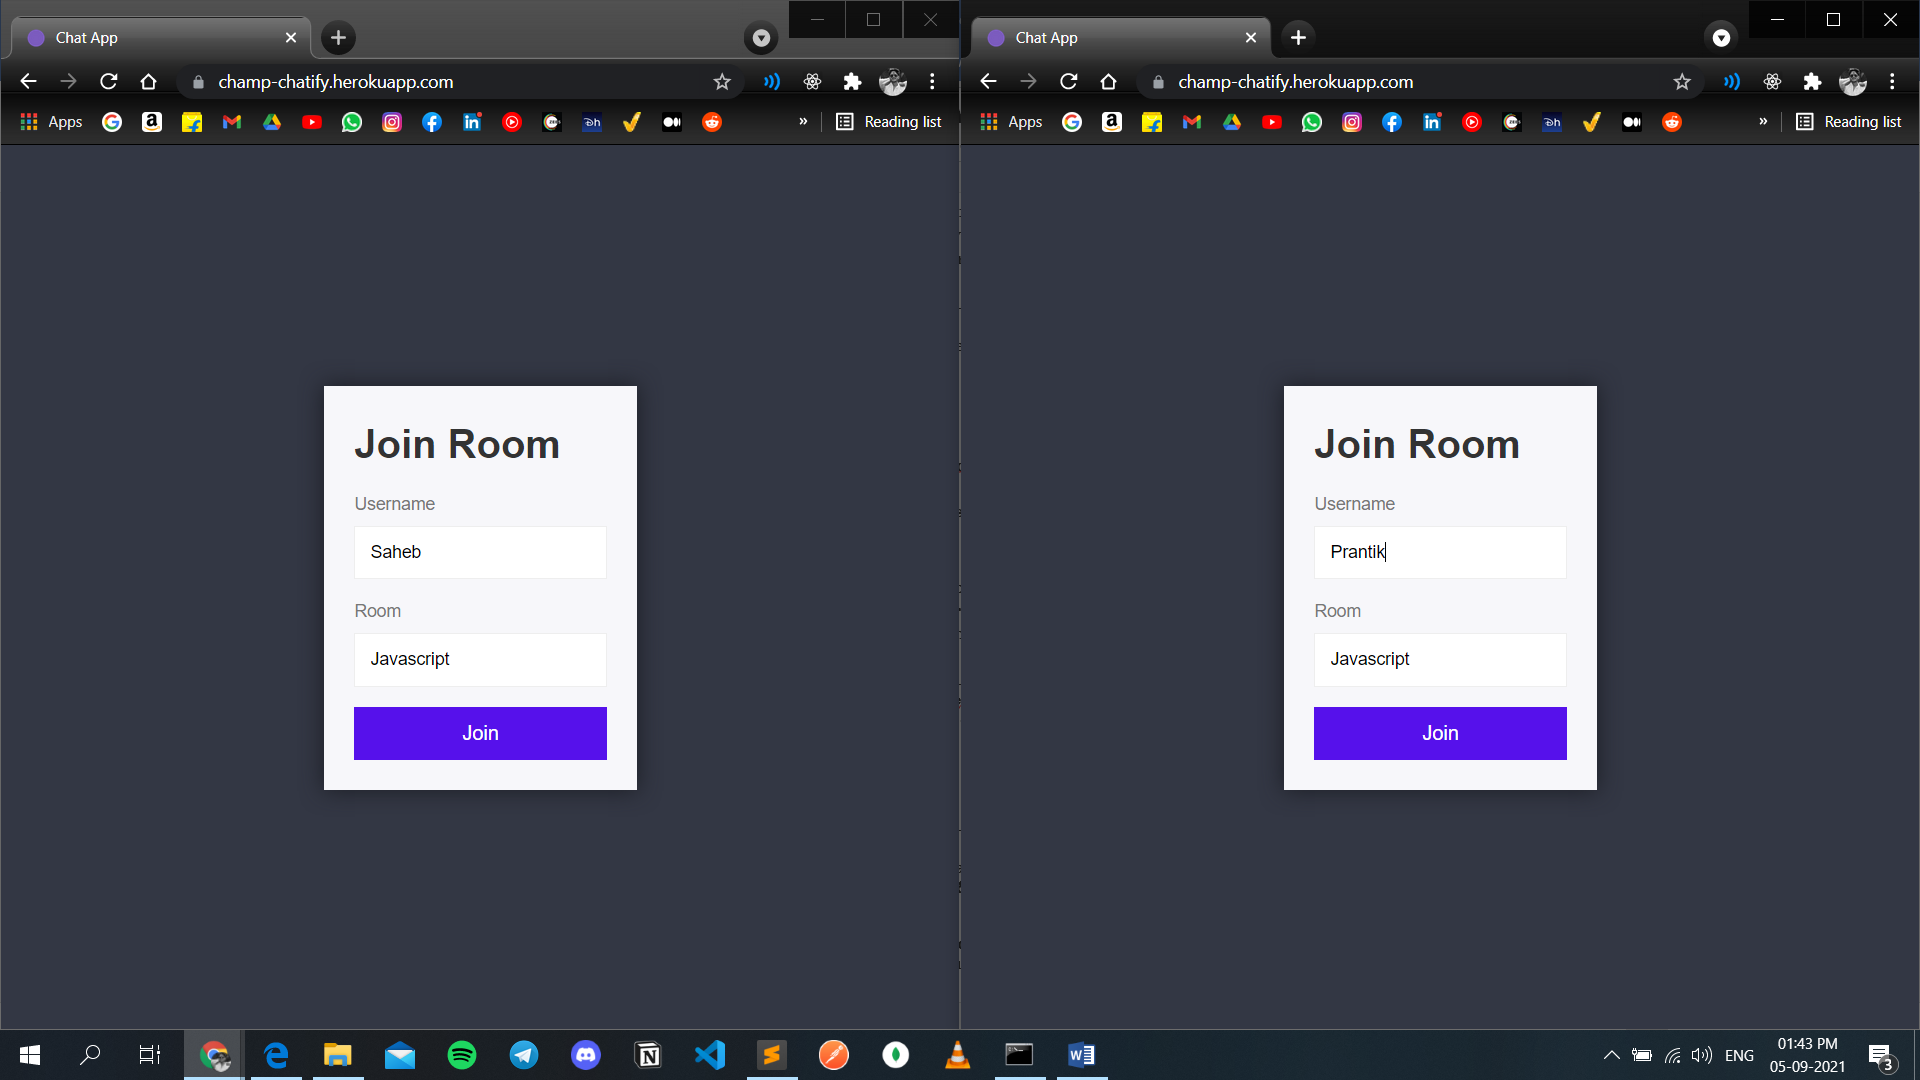 Chat App
champ-chatify.herokuapp.com
Apps
Reading list
Join Room
Username
Saheb
Room
Javascript
Join
Chat App
champ-chatify.herokuapp.com
Apps
Reading list
Join Room
Username
Prantik
Room
Javascript
Join
ENG
01:43 PM
05-09-2021
3